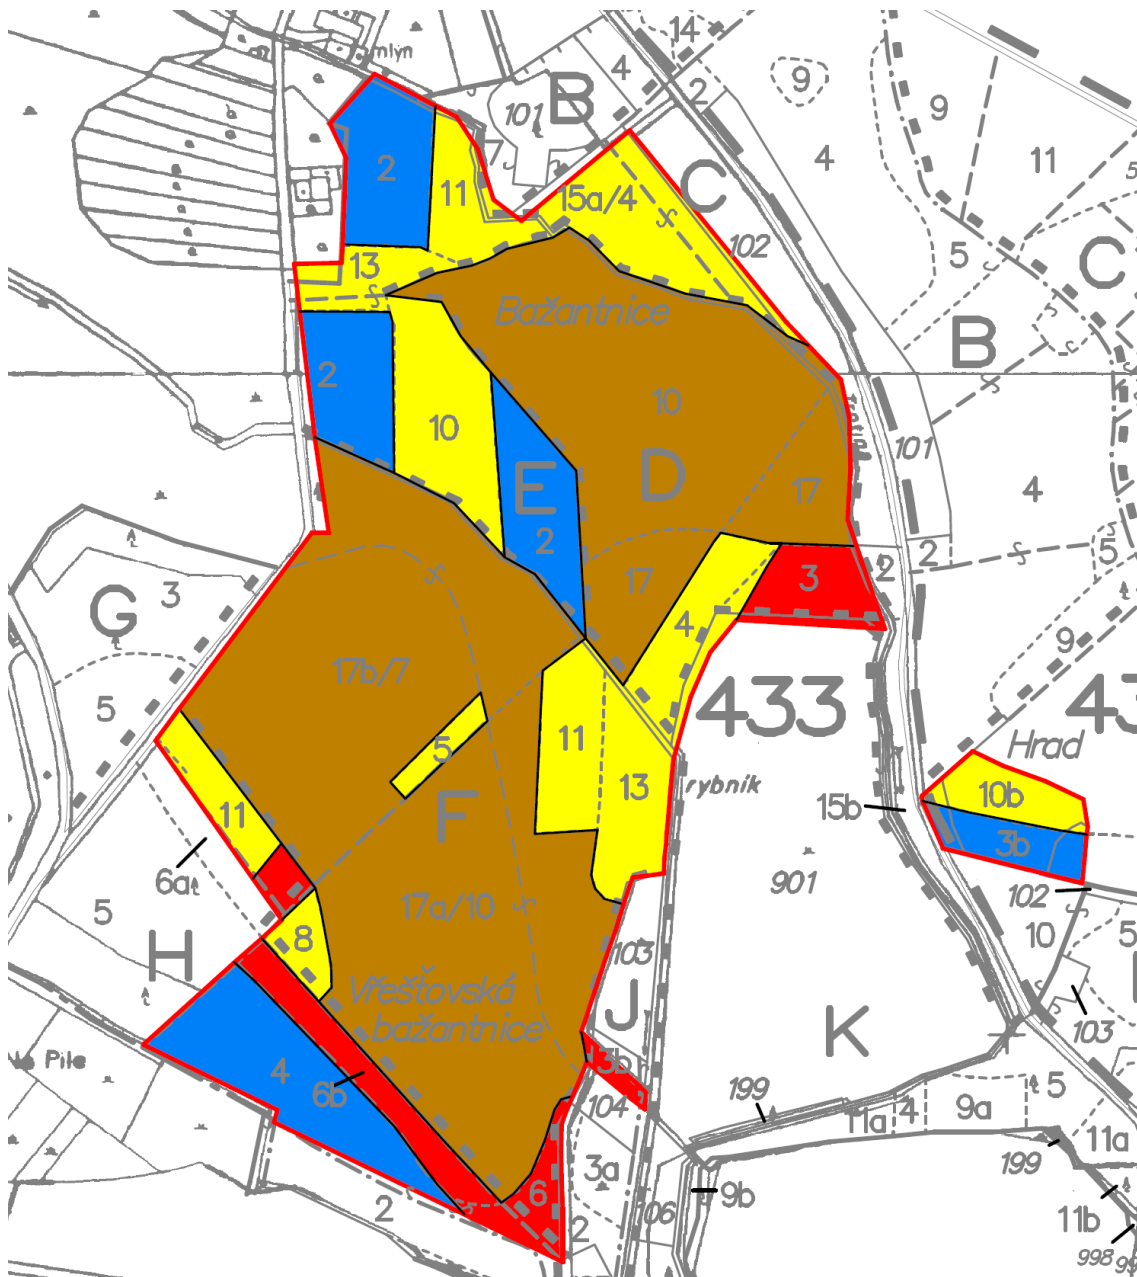 14
mlýn
4
B
9
2
101
9
7
4
11
5
2
11
15a/4
C
102
5
C
13
Bažantnice
B
2
10
10
101
E
D
17
4
2
2
5
3
17
3
2
G
4
9
17b/7
5
433
11
Hrad
5
13
rybník
10b
11
F
15b
3b
6a
901
102
17a/10
5
8
103
10
5
H
Vřešťovská
bažantnice
J
K
103
Pile
4
6b
3b
199
5
104
11a
4
9a
11a
199
3a
6
9b
2
106
2
11b
998